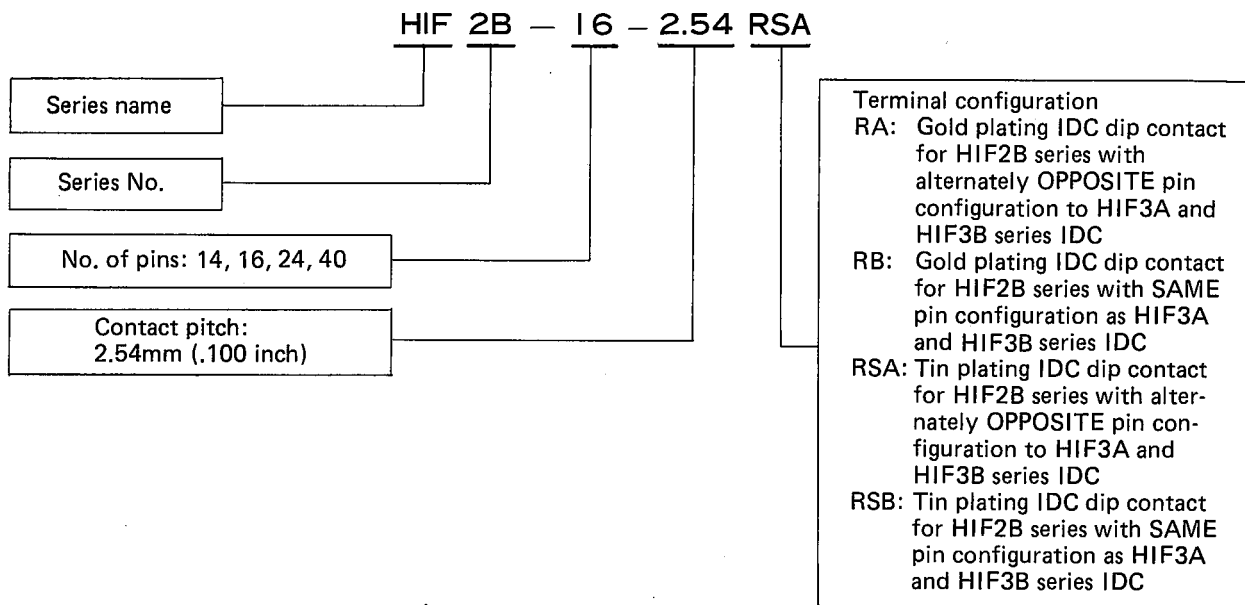 HIF 2B - 16 - 2.54 RSA
Series name
Series No.
No. of pins: 14, 16, 24, 40
Contact pitch:
2.54mm (.100 inch)
Terminal configuration
RA: Gold plating IDC dip contact
for HIF2B series with
alternately OPPOSITE pin
configuration to HIF3A and
HIF3B series IDC
RB: Gold plating IDC dip contact
for HIF2B series with SAME
pin configuration as HIF3A
and HIF3B series IDC
RSA: Tin plating IDC dip contact
for HIF2B series with alter-
nately OPPOSITE pin con-
figuration to HIF3A and
HIF3B series IDC
RSB: Tin plating IDC dip contact
for HIF2B series with SAME
pin configuration as HIF3A
and HIF3B series IDC